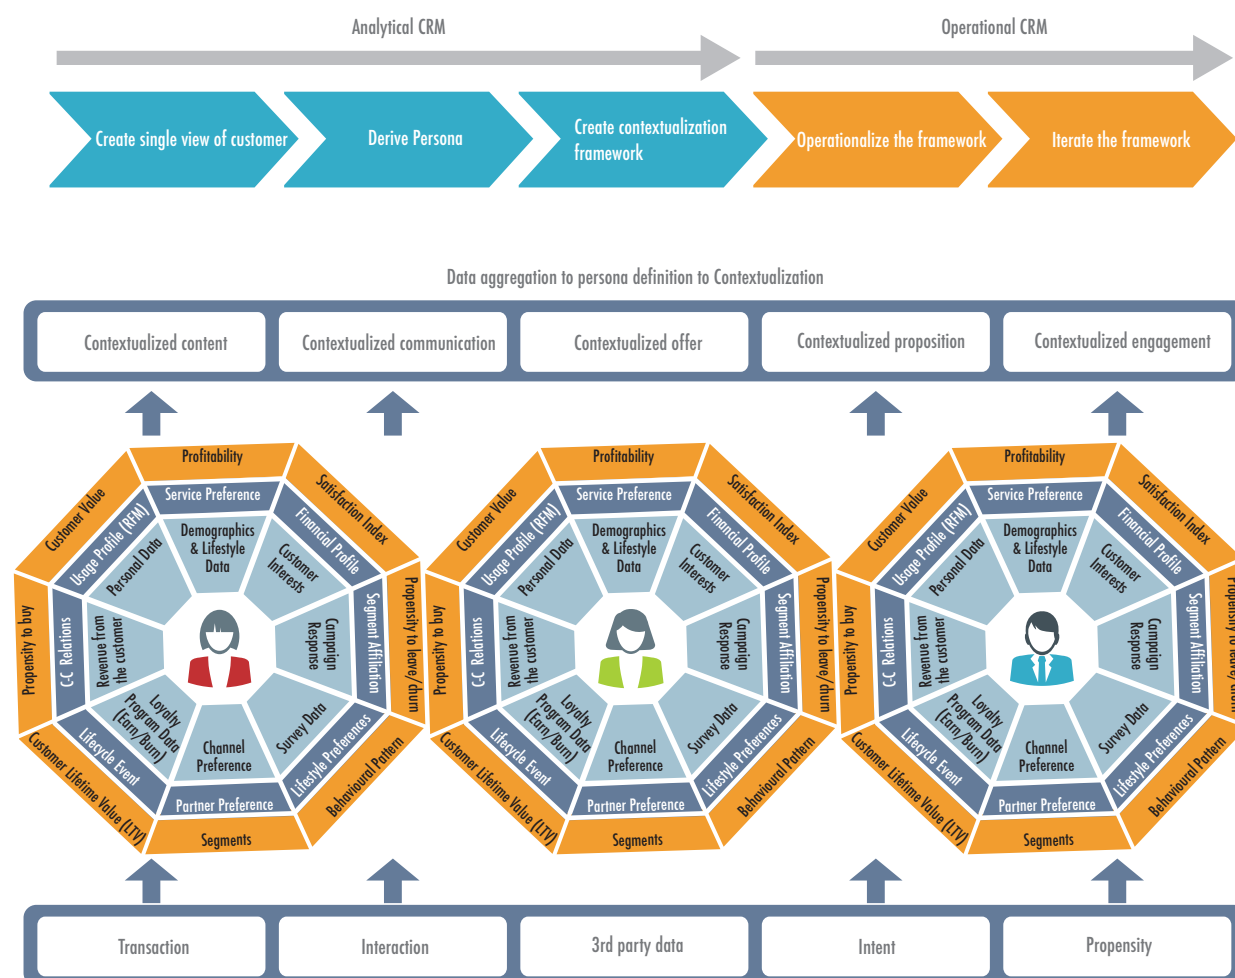 Analytical CRM
Operational CRM
Create single view of customer
Derive Persona
Create contextualization
framework
Operationalize the framework
Iterate the framework
Data aggregation to persona definition to Contextualization
Contextualized content
Contextualized communication
Contextualized offer
Contextualized proposition
Contextualized engagement
Profitability
Satisfaction Index
Propensity to leave/churn
Behavioural Pattern
Segments
Customer Lifetime Value (LTV)
Propensity to buy
Customer Value
Service Preference
Financial Profile
Segment Affiliation
Lifestyle Preferences
Partner Preference
Lifecycle Event
C-C Relations
Usage Profile (RFM)
Demographics
& Lifestyle
Data
Customer
Interests
Campaign
Response
Survey Data
Channel
Preference
Loyalty
Program Data
(Earn/Burn)
Revenue from
the customer
Personal Data
Profitability
Satisfaction Index
Propensity to leave/churn
Behavioural Pattern
Segments
Customer Lifetime Value (LTV)
Propensity to buy
Customer Value
Service Preference
Financial Profile
Segment Affiliation
Lifestyle Preferences
Partner Preference
Lifecycle Event
C-C Relations
Usage Profile (RFM)
Demographics
& Lifestyle
Data
Customer
Interests
Campaign
Response
Survey Data
Channel
Preference
Loyalty
Program Data
(Earn/Burn)
Revenue from
the customer
Personal Data
Profitability
Satisfaction Index
Propensity to
Behavioural Pattern
Segments
Customer Lifetime Value (LTV)
Propensity to buy
Customer Value
Service Preference
Financial Profile
Segment Affiliation
Lifestyle Preferences
Partner Preference
Lifecycle Event
C-C Relations
Usage Profile (RFM)
Demographics
& Lifestyle
Data
Customer
Interests
Campaign
Response
Survey Data
Channel
Preference
Loyalty
Program Data
(Earn/Burn)
Revenue from
the customer
Personal Data
Transaction
Interaction
3rd party data
Intent
Propensity